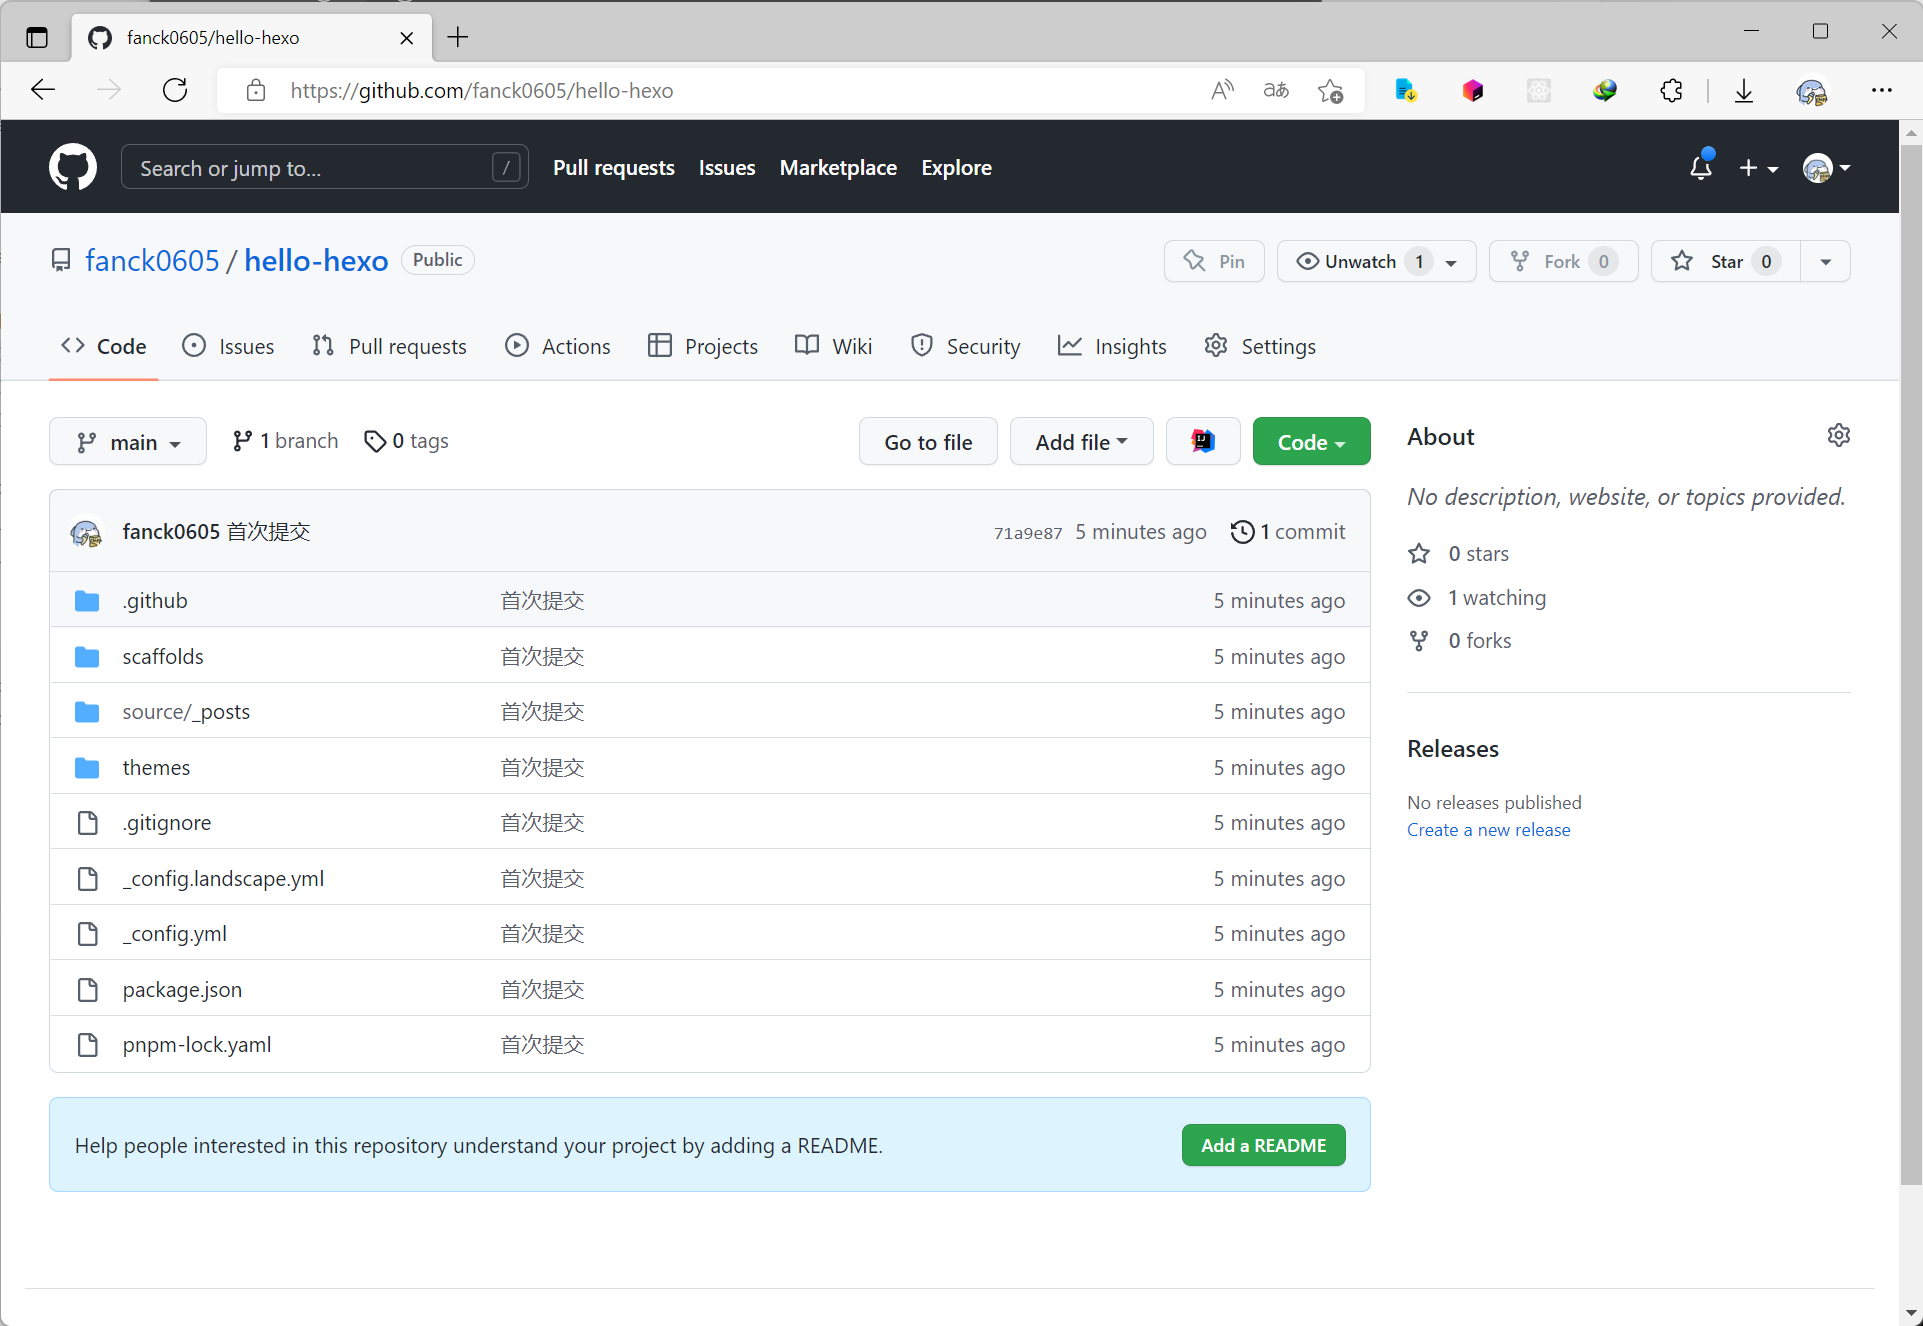 fanck0605/hello-hexo
https://github.com/fanck0605/hello-hexo
Search or jump to... /
Pull requests Issues Marketplace Explore
fanck0605 / hello-hexo Public
Pin Unwatch 1 Fork 0 Star 0
Code Issues Pull requests Actions Projects Wiki Security Insights Settings
main 1 branch 0 tags Go to file Add file Code
fanck0605 首次提交 71a9e87 5 minutes ago 1 commit
.github 首次提交 5 minutes ago
scaffolds 首次提交 5 minutes ago
source/_posts 首次提交 5 minutes ago
themes 首次提交 5 minutes ago
.gitignore 首次提交 5 minutes ago
_config.landscape.yml 首次提交 5 minutes ago
_config.yml 首次提交 5 minutes ago
package.json 首次提交 5 minutes ago
pnpm-lock.yaml 首次提交 5 minutes ago
Help people interested in this repository understand your project by adding a README. Add a README
About
No description, website, or topics provided.
0 stars
1 watching
0 forks
Releases
No releases published
Create a new release